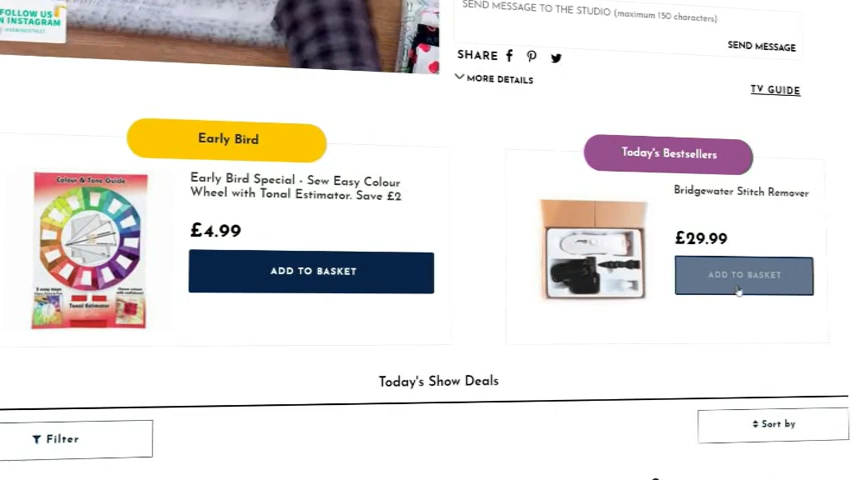 FOLLOW US
N INSTAGRAM
SEND MESSAGE TO THE STUDIO (maximum 150 characters)
SEND MESSAGE
SHARE
MORE DETAILS
TV GUIDE
Early Bird
Today's Bestsellers
Colour & Tone Guide
Early Bird Special - Sew Easy Colour
Wheel with Tonal Estimator. Save £2
£4.99
ADD TO BASKET
Tonal Estimator
Bridgewater Stitch Remover
£29.99
ADD TO BASKET
Today's Show Deals
Filter
Sort by